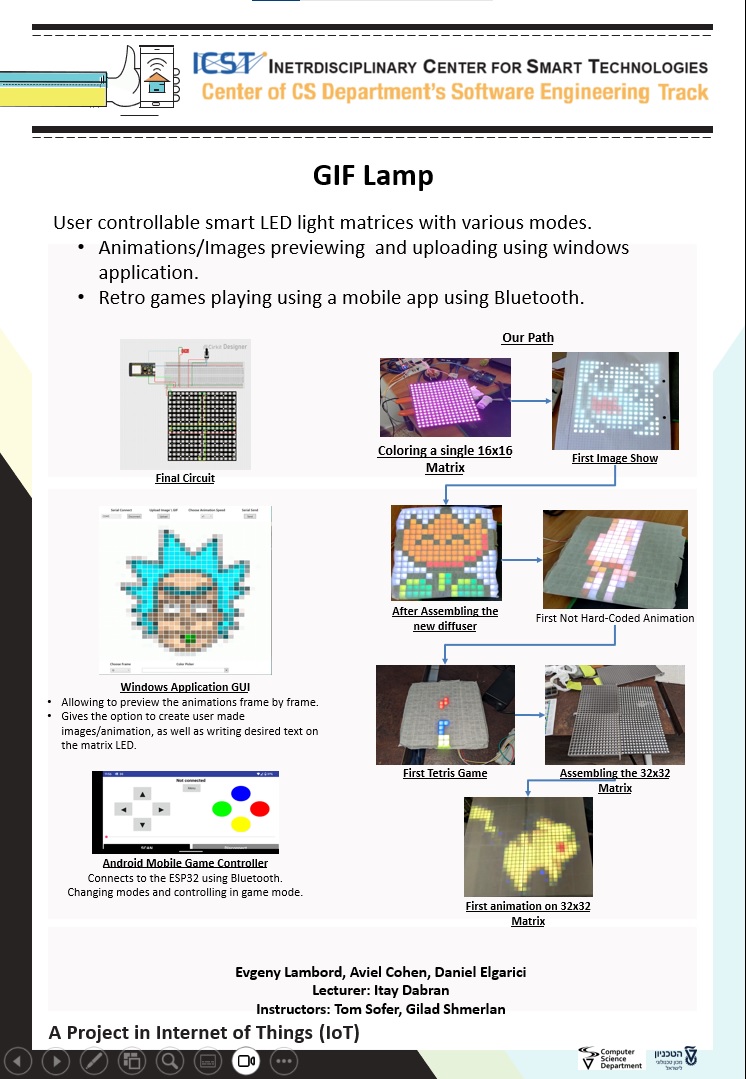 ICST INETRDISCIPLINARY CENTER FOR SMART TECHNOLOGIES
Center of CS Department's Software Engineering Track
GIF Lamp
User controllable smart LED light matrices with various modes.
• Animations/Images previewing and uploading using windows
application.
• Retro games playing using a mobile app using Bluetooth.
Designer
Final Circuit
Our Path
Coloring a single 16x16
Matrix
First Image Show
After Assembling the
new diffuser
First Not Hard-Coded Animation
First Tetris Game
Assembling the 32x32
Matrix
First animation on 32x32
Matrix
Serial Connect Upload Image \ GIF Choose Animation Speed Serial Send
Choose Frame Color Picker
Windows Application GUI
• Allowing to preview the animations frame by frame.
• Gives the option to create user made
images/animation, as well as writing desired text on
the matrix LED.
Not connected
Menu
SCAN Disconnect
Android Mobile Game Controller
Connects to the ESP32 using Bluetooth.
Changing modes and controlling in game mode.
Evgeny Lambord, Aviel Cohen, Daniel Elgarici
Lecturer: Itay Dabran
Instructors: Tom Sofer, Gilad Shmerlan
A Project in Internet of Things (IoT)
Computer
Science
Department
הטכניון
מכון טכנולוגי
לישראל